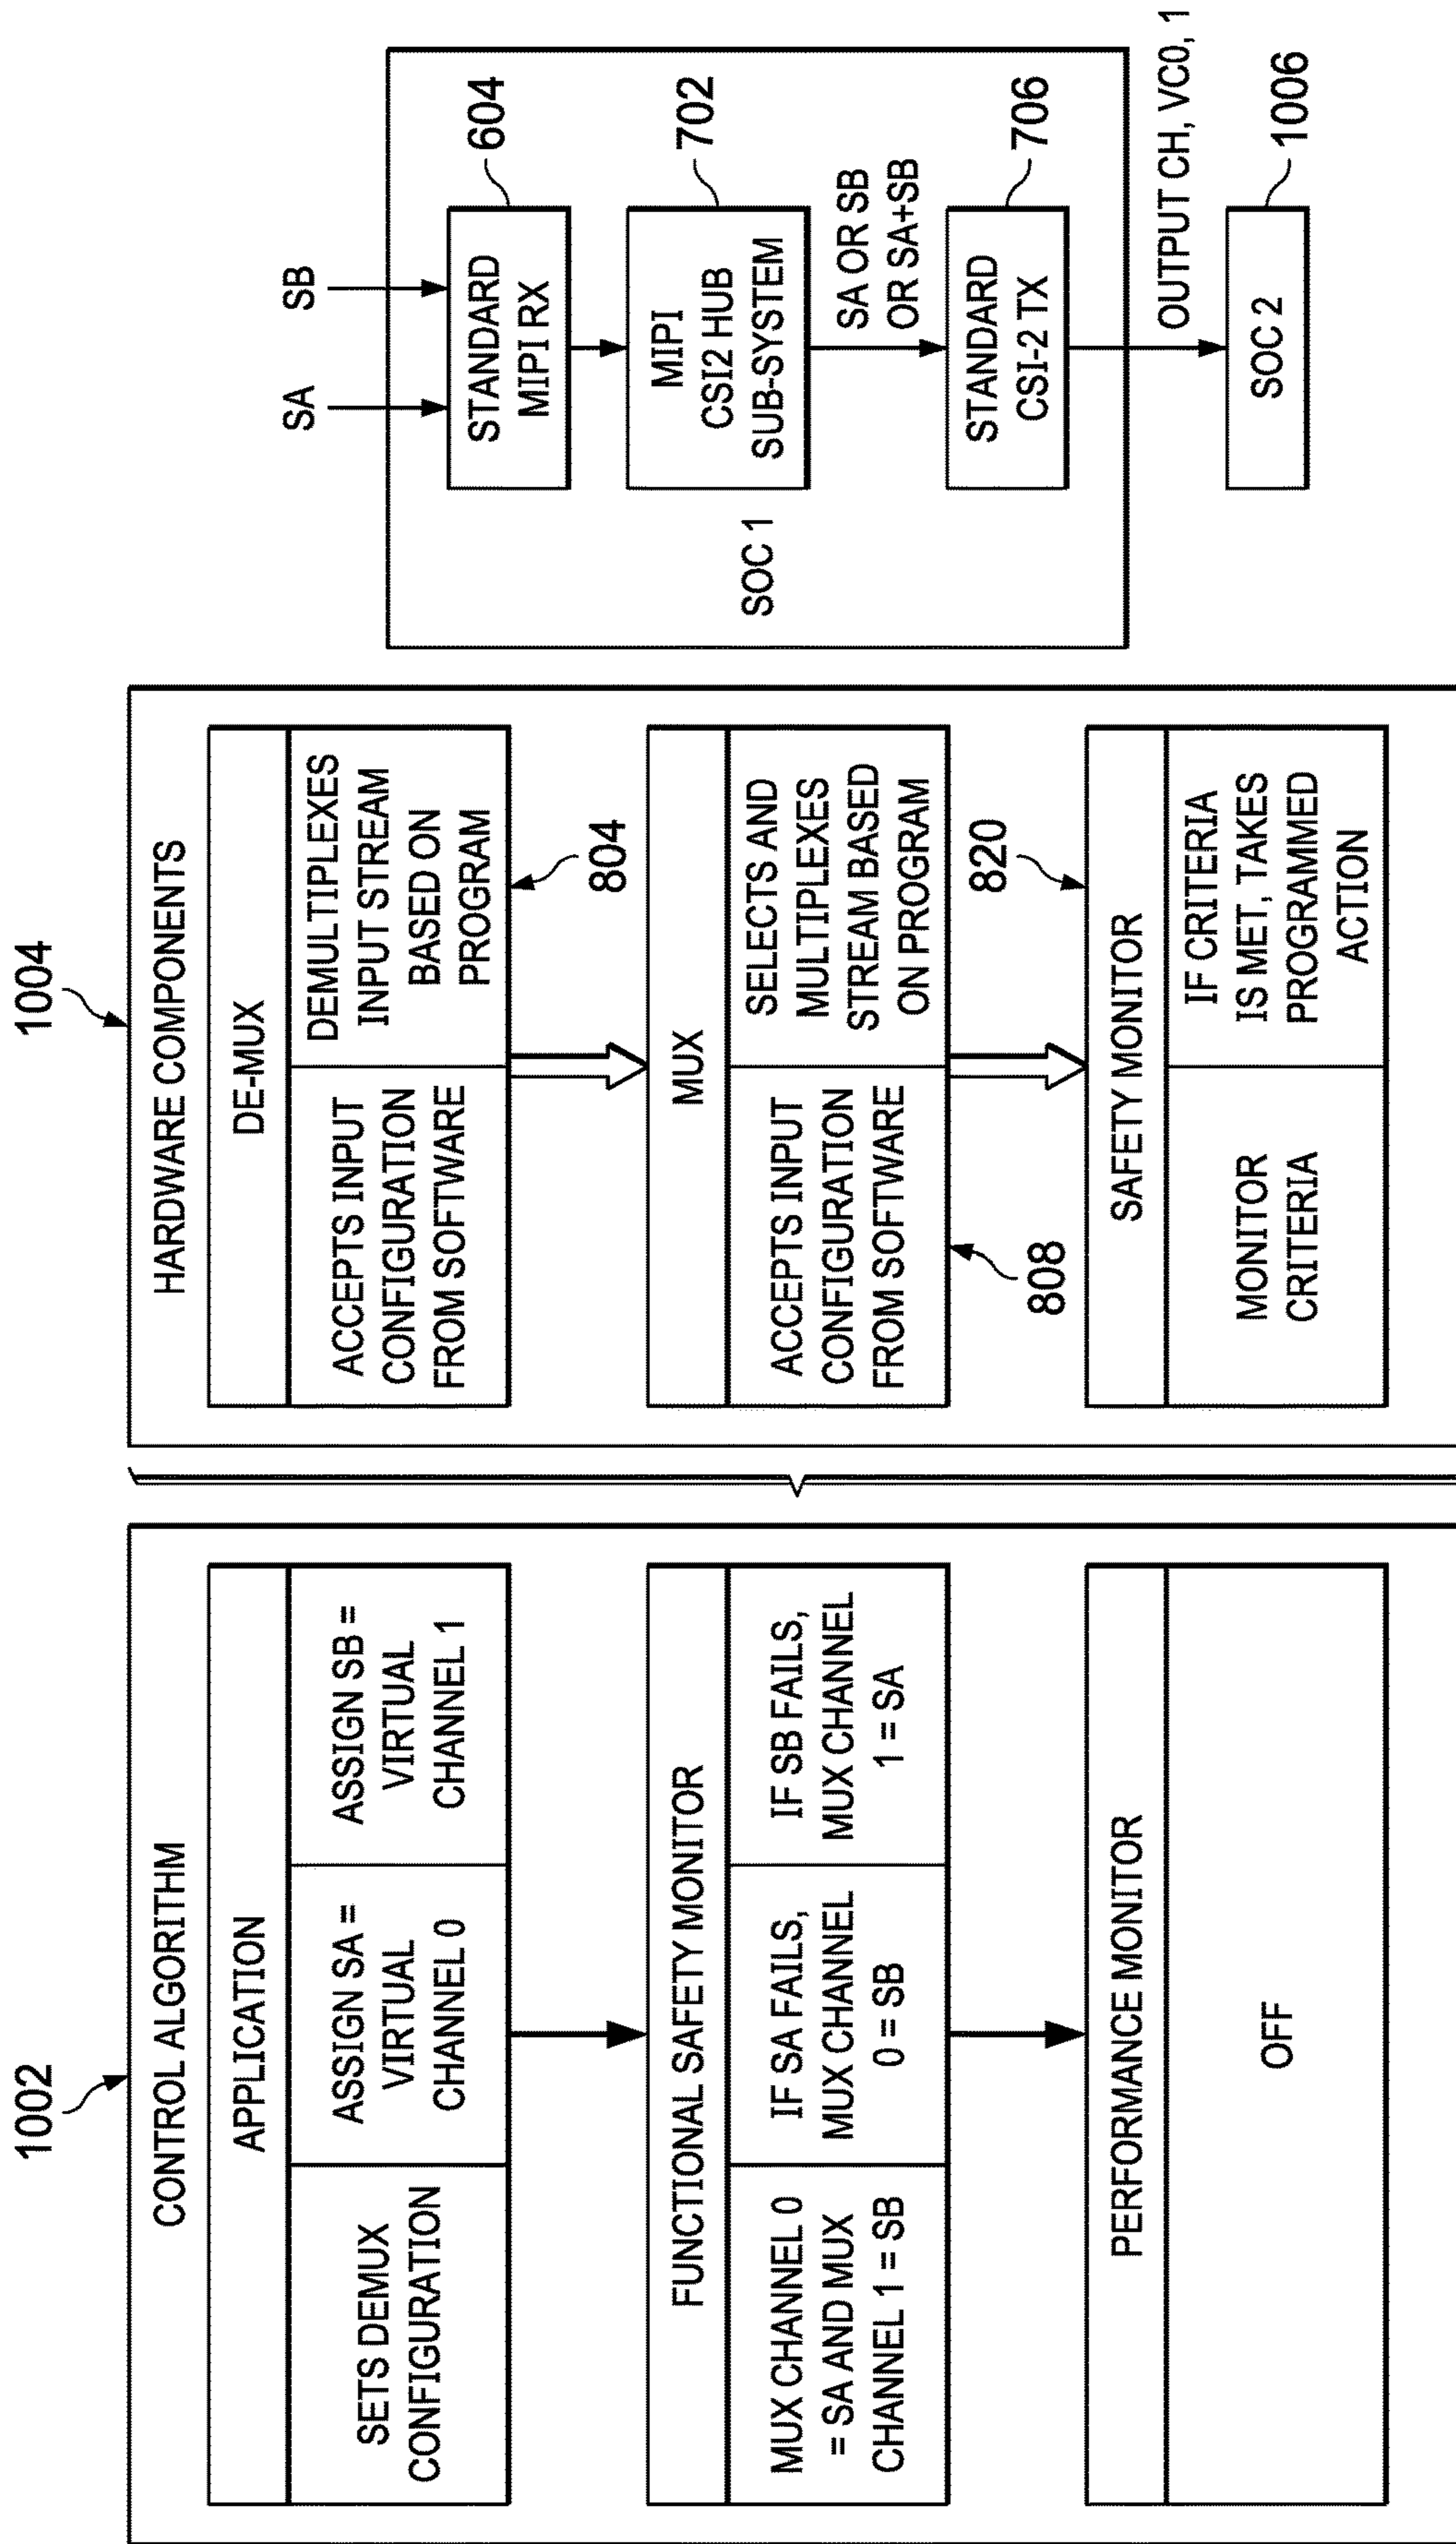 1002
CONTROL ALGORITHM
APPLICATION
SETS DEMUX
CONFIGURATION
ASSIGN SA =
VIRTUAL
CHANNEL 0
ASSIGN SB =
VIRTUAL
CHANNEL 1
FUNCTIONAL SAFETY MONITOR
MUX CHANNEL 0
= SA AND MUX
CHANNEL 1 = SB
IF SA FAILS,
MUX CHANNEL
0 = SB
IF SB FAILS,
MUX CHANNEL
1 = SA
PERFORMANCE MONITOR
OFF
1004
HARDWARE COMPONENTS
DE-MUX
ACCEPTS INPUT
CONFIGURATION
FROM SOFTWARE
DEMULTIPLEXES
INPUT STREAM
BASED ON
PROGRAM
804
MUX
ACCEPTS INPUT
CONFIGURATION
FROM SOFTWARE
SELECTS AND
MULTIPLEXES
STREAM BASED
ON PROGRAM
808
820
SAFETY MONITOR
MONITOR
CRITERIA
IF CRITERIA
IS MET, TAKES
PROGRAMMED
ACTION
SA
SB
STANDARD
MIPI RX
604
MIPI
CSI2 HUB
SUB-SYSTEM
702
SOC 1
SA OR SB
OR SA+SB
STANDARD
CSI-2 TX
706
OUTPUT CH, VC0, 1
SOC 2
1006